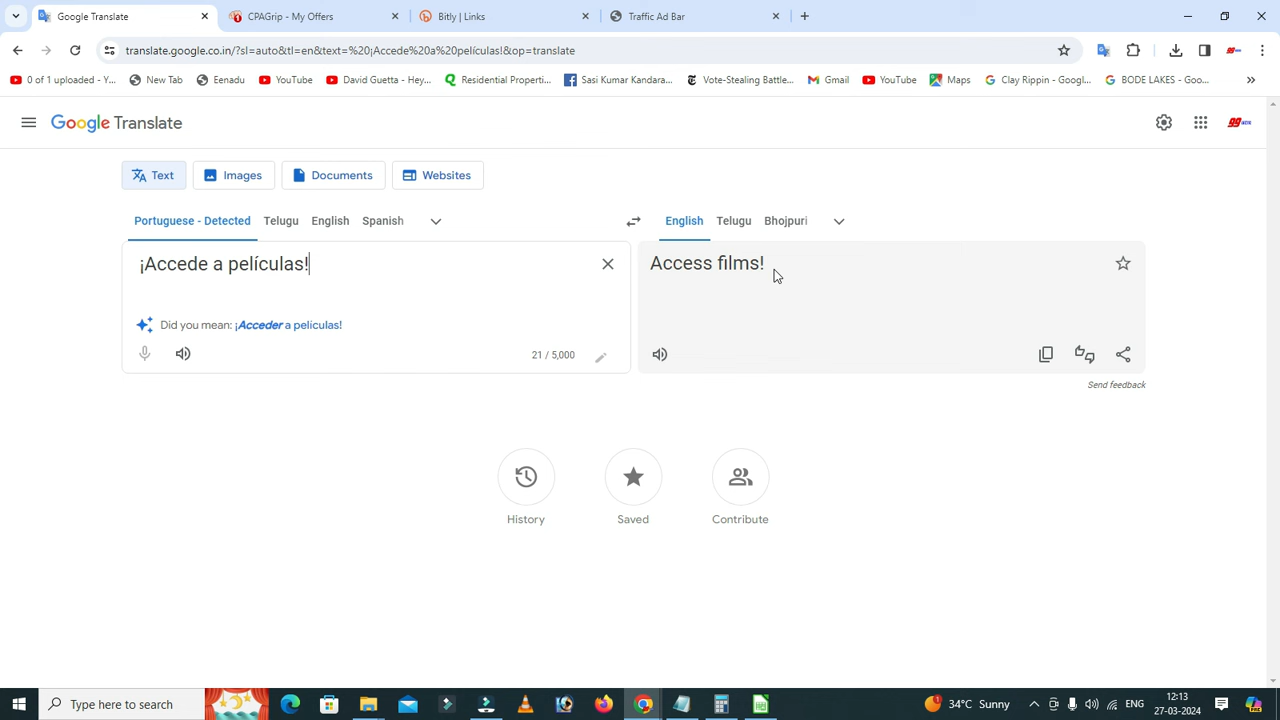 Google Translate
CPAGrip - My Offers
Bitly | Links
Traffic Ad Bar
translate.google.co.in/?sl=auto&tl=en&text=%20¡Accede%20a%20películas!&op=translate
0 of 1 uploaded - Y...
New Tab
Eenadu
YouTube
David Guetta - Hey,...
Residential Properti...
Sasi Kumar Kandara...
Vote-Stealing Battle...
Gmail
YouTube
Maps
Clay Rippin - Googl...
BODE LAKES - Goo...
Google Translate
Text
Images
Documents
Websites
Portuguese - Detected
Telugu
English
Spanish
English
Telugu
Bhojpuri
¡Accede a películas!
Access films!
Did you mean: ¡Acceder a películas!
21 / 5,000
Send feedback
History
Saved
Contribute
Type here to search
34°C Sunny
ENG
12:13
27-03-2024